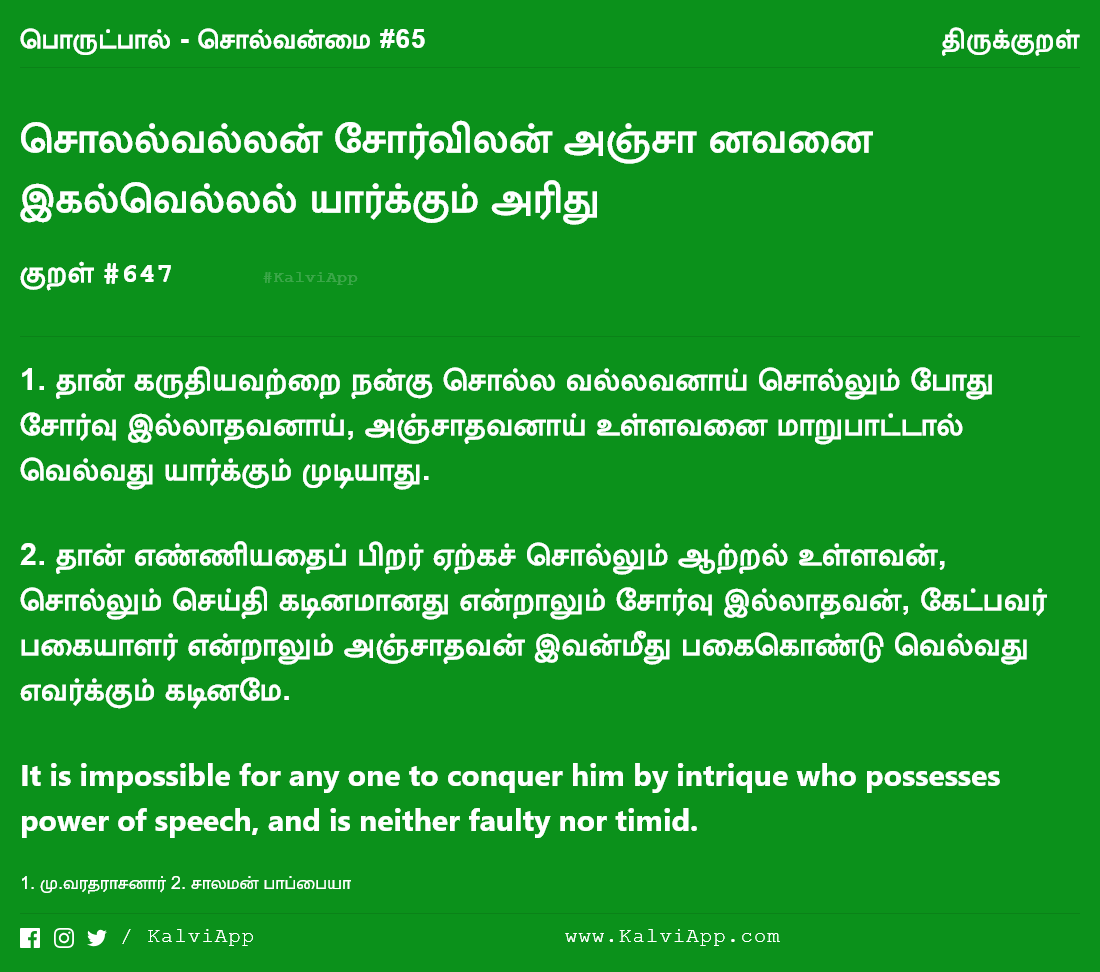 பொருட்பால் - சொல்வன்மை #65 திருக்குறள்
சொலல்வல்லன் சோர்விலன் அஞ்சா னவனை
இகல்வெல்லல் யார்க்கும் அரிது
குறள் #647 #KalviApp
1. தான் கருதியவற்றை நன்கு சொல்ல வல்லவனாய் சொல்லும் போது
சோர்வு இல்லாதவனாய், அஞ்சாதவனாய் உள்ளவனை மாறுபாட்டால்
வெல்வது யார்க்கும் முடியாது.
2. தான் எண்ணியதைப் பிறர் ஏற்கச் சொல்லும் ஆற்றல் உள்ளவன்,
சொல்லும் செய்தி கடினமானது என்றாலும் சோர்வு இல்லாதவன், கேட்பவர்
பகையாளர் என்றாலும் அஞ்சாதவன் இவன்மீது பகைகொண்டு வெல்வது
எவர்க்கும் கடினமே.
It is impossible for any one to conquer him by intrique who possesses
power of speech, and is neither faulty nor timid.
1. மு.வரதராசனார் 2. சாலமன் பாப்பையா
/ KalviApp www.KalviApp.com